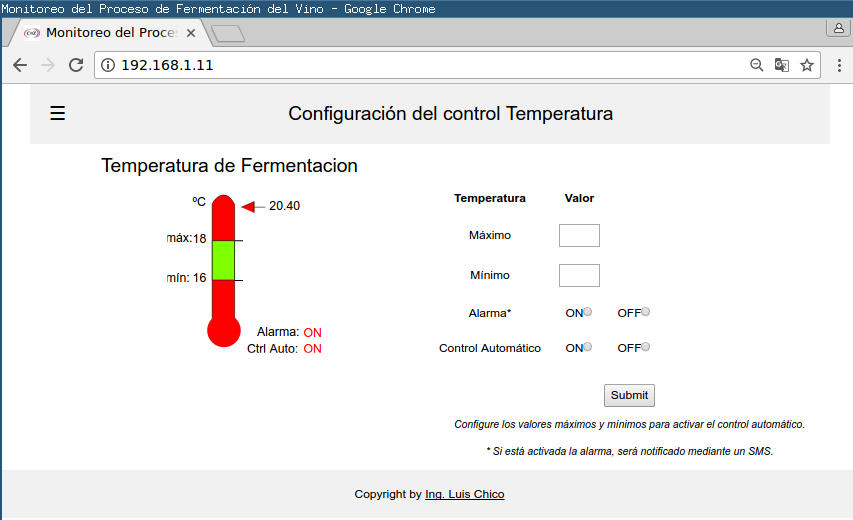 Monitoreo del Proceso de Fermentación del Vino - Google Chrome
Monitoreo del Proces
192.168.1.11
☰ Configuración del control Temperatura
Temperatura de Fermentacion
ºC
20.40
máx:18
mín: 16
Alarma: ON
Ctrl Auto: ON
Temperatura Valor
Máximo
Mínimo
Alarma* ON OFF
Control Automático ON OFF
Submit
Configure los valores máximos y mínimos para activar el control automático.
* Si está activada la alarma, será notificado mediante un SMS.
Copyright by Ing. Luis Chico